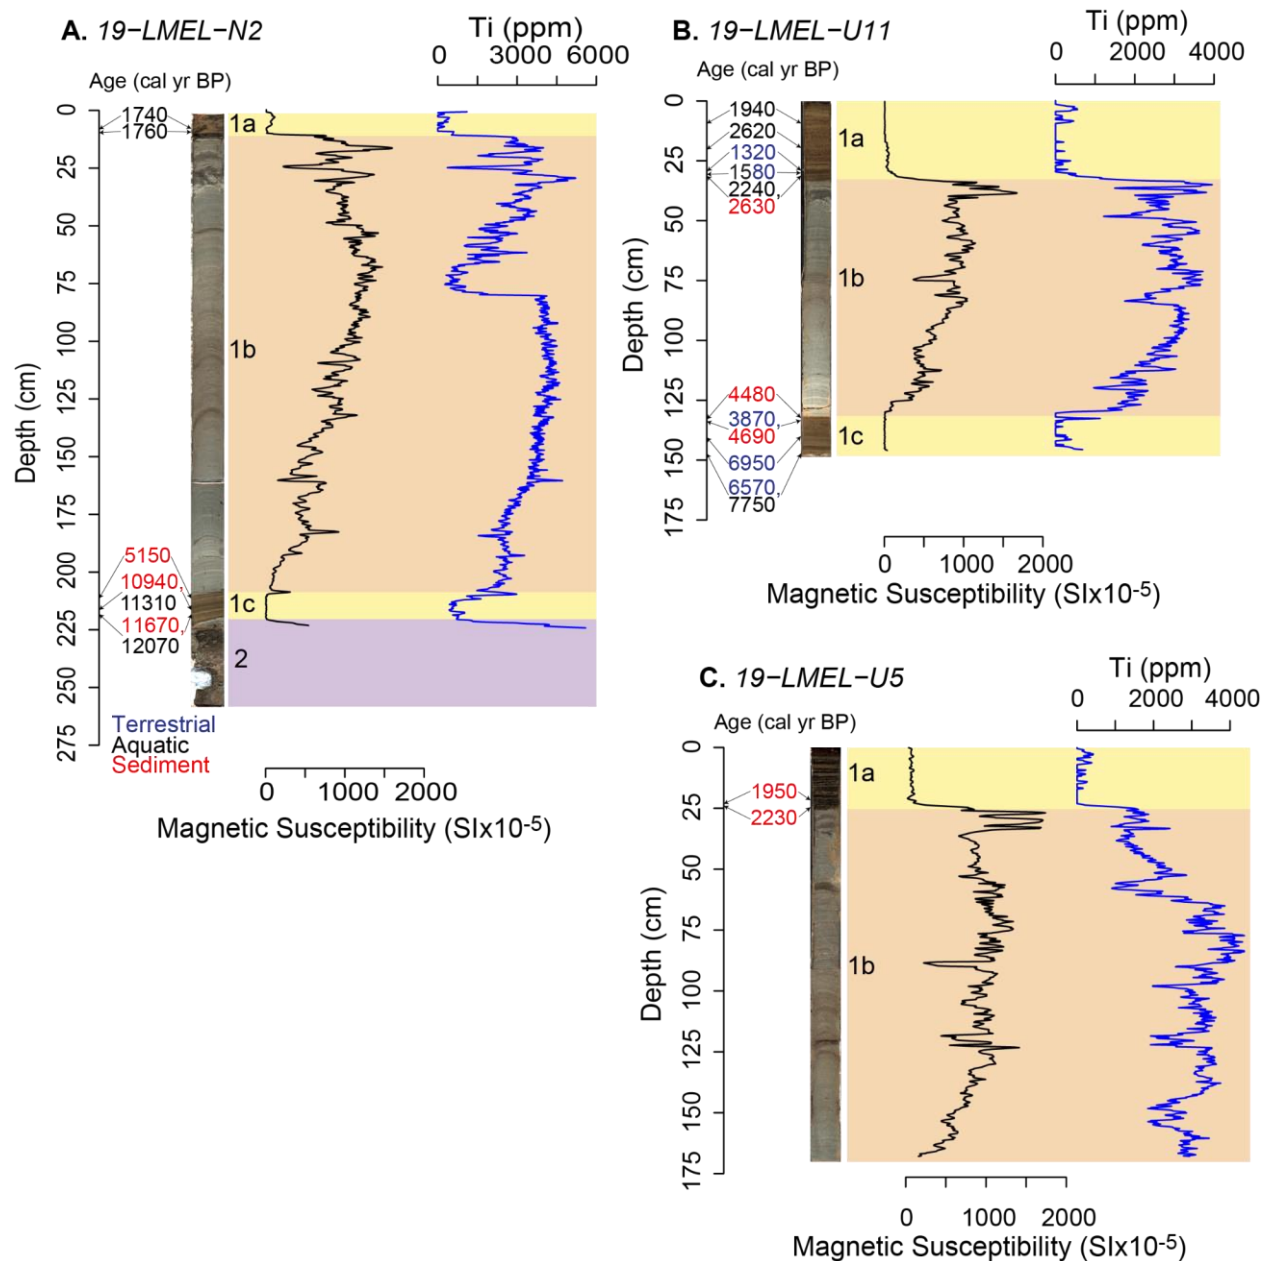 A. 19−LMEL−N2
Age (cal yr BP)
Ti (ppm)
0 3000 6000
0
25
50
75
100
125
150
175
200
225
250
275
Depth (cm)
1740
1760
5150
10940,
11310
11670,
12070
1a
1b
1c
2
Terrestrial
Aquatic
Sediment
0 1000 2000
Magnetic Susceptibility (SIx10-5)
B. 19−LMEL−U11
Age (cal yr BP)
Ti (ppm)
0 2000 4000
0
25
50
75
100
125
150
175
Depth (cm)
1940
2620
1320
1580
2240
2630
4480
3870,
4690
6950
6570,
7750
1a
1b
1c
0 1000 2000
Magnetic Susceptibility (SIx10-5)
C. 19−LMEL−U5
Age (cal yr BP)
Ti (ppm)
0 2000 4000
0
25
50
75
100
125
150
175
Depth (cm)
1950
2230
1a
1b
0 1000 2000
Magnetic Susceptibility (SIx10-5)